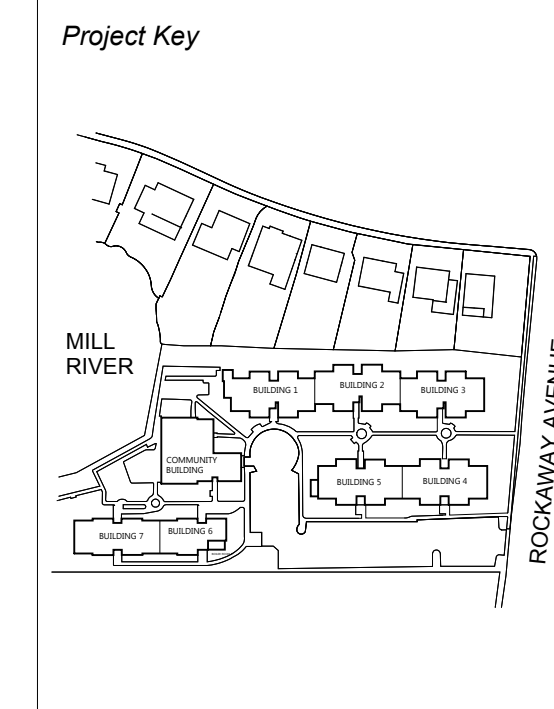 Project Key
MILL
RIVER
BUILDING 1
BUILDING 2
BUILDING 3
COMMUNITY
BUILDING
BUILDING 5
BUILDING 4
BUILDING 7
BUILDING 6
ROCKAWAY AVENUE